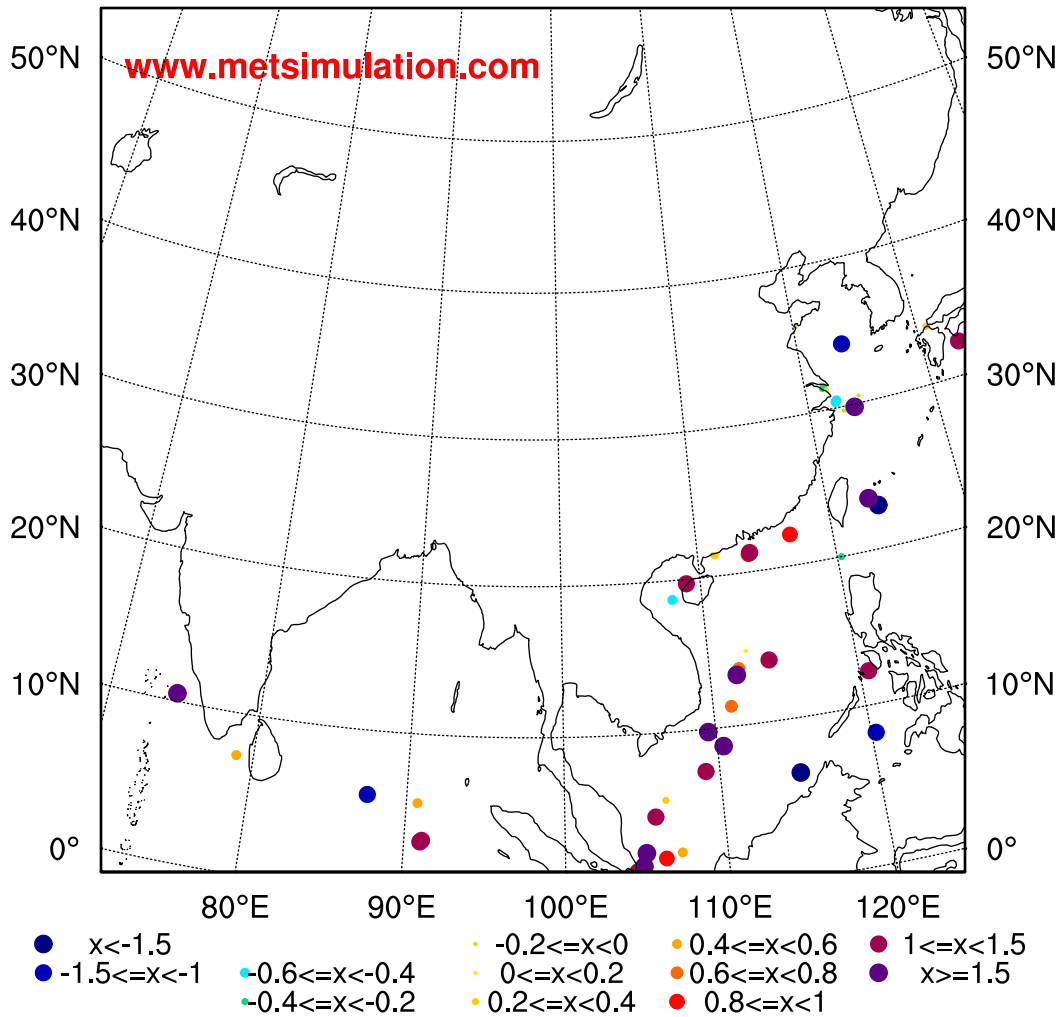 www.metsimulation.com
50°N 50°N
40°N 40°N
30°N 30°N
20°N 20°N
10°N 10°N
0° 0°
80°E 90°E 100°E 110°E 120°E
x<-1.5 -0.2<=x<0 0.4<=x<0.6 1<=x<1.5
-1.5<=x<-1 -0.6<=x<-0.4 0<=x<0.2 0.6<=x<0.8 x>=1.5
-0.4<=x<-0.2 0.2<=x<0.4 0.8<=x<1